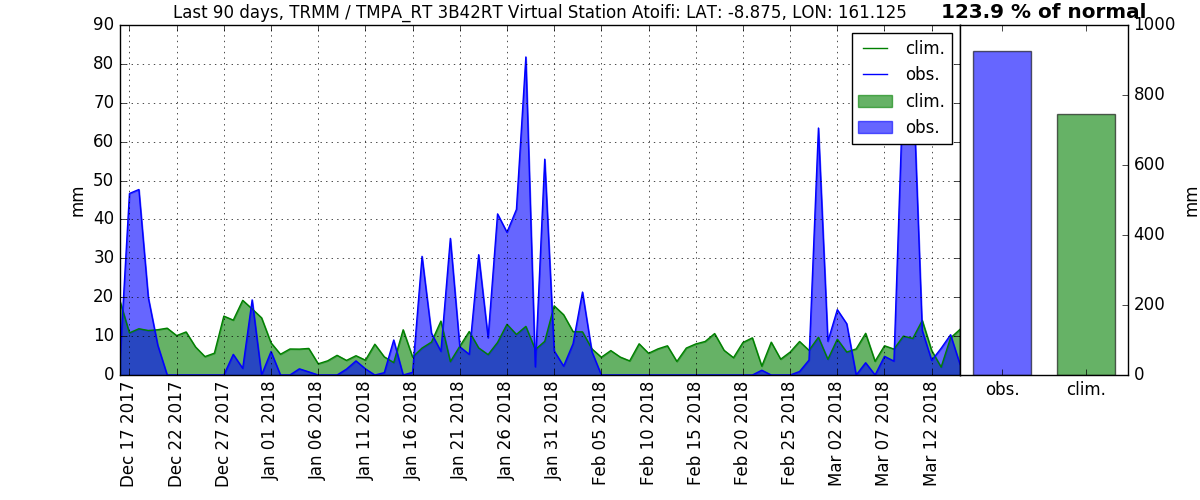 Last 90 days, TRMM / TMPA_RT 3B42RT Virtual Station Atoifi: LAT: -8.875, LON: 161.125
123.9 % of normal
90
80
70
60
50
40
30
20
10
0
mm
clim.
obs.
clim.
obs.
Dec 17 2017
Dec 22 2017
Dec 27 2017
Jan 01 2018
Jan 06 2018
Jan 11 2018
Jan 16 2018
Jan 21 2018
Jan 26 2018
Jan 31 2018
Feb 05 2018
Feb 10 2018
Feb 15 2018
Feb 20 2018
Feb 25 2018
Mar 02 2018
Mar 07 2018
Mar 12 2018
1000
800
600
400
200
0
mm
obs.
clim.